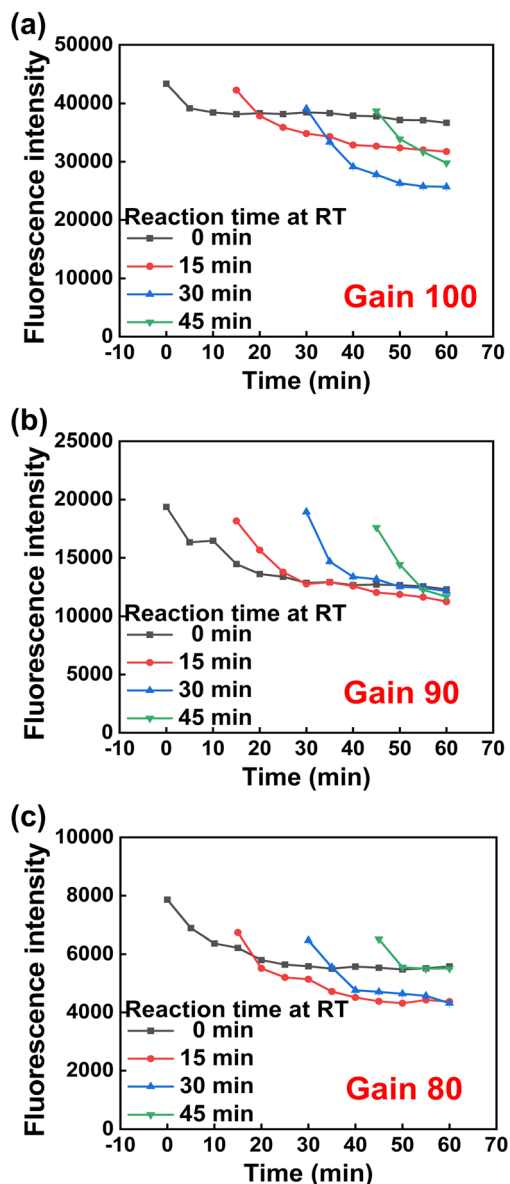 (a)
50000
40000
30000
20000
10000
0
Fluorescence intensity
Reaction time at RT
0 min
15 min
30 min
45 min
Gain 100
-10 0 10 20 30 40 50 60 70
Time (min)
(b)
25000
20000
15000
10000
5000
0
Fluorescence intensity
Reaction time at RT
0 min
15 min
30 min
45 min
Gain 90
-10 0 10 20 30 40 50 60 70
Time (min)
(c)
10000
8000
6000
4000
2000
0
Fluorescence intensity
Reaction time at RT
0 min
15 min
30 min
45 min
Gain 80
-10 0 10 20 30 40 50 60 70
Time (min)